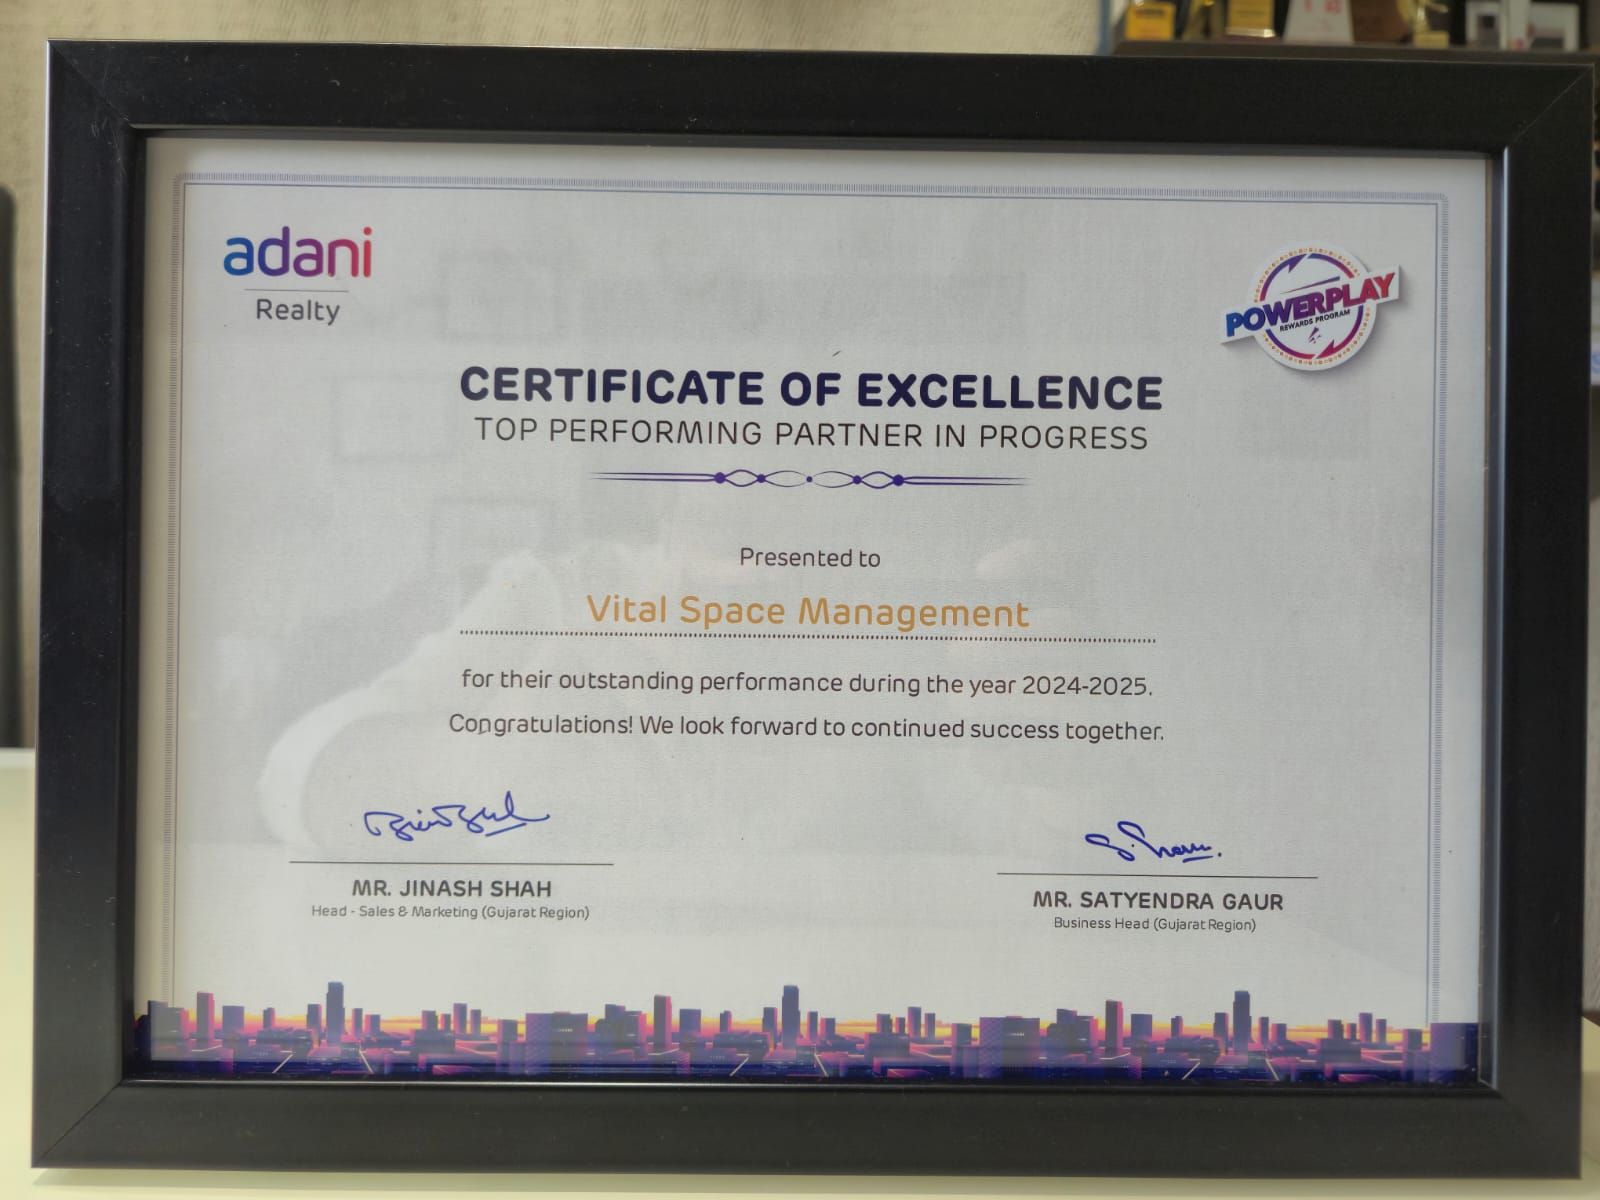 adani
Realty
POWERPLAY
REWARDS PROGRAM
CERTIFICATE OF EXCELLENCE
TOP PERFORMING PARTNER IN PROGRESS
Presented to
Vital Space Management
for their outstanding performance during the year 2024-2025.
Congratulations! We look forward to continued success together.
MR. JINASH SHAH
Head - Sales & Marketing (Gujarat Region)
MR. SATYENDRA GAUR
Business Head (Gujarat Region)